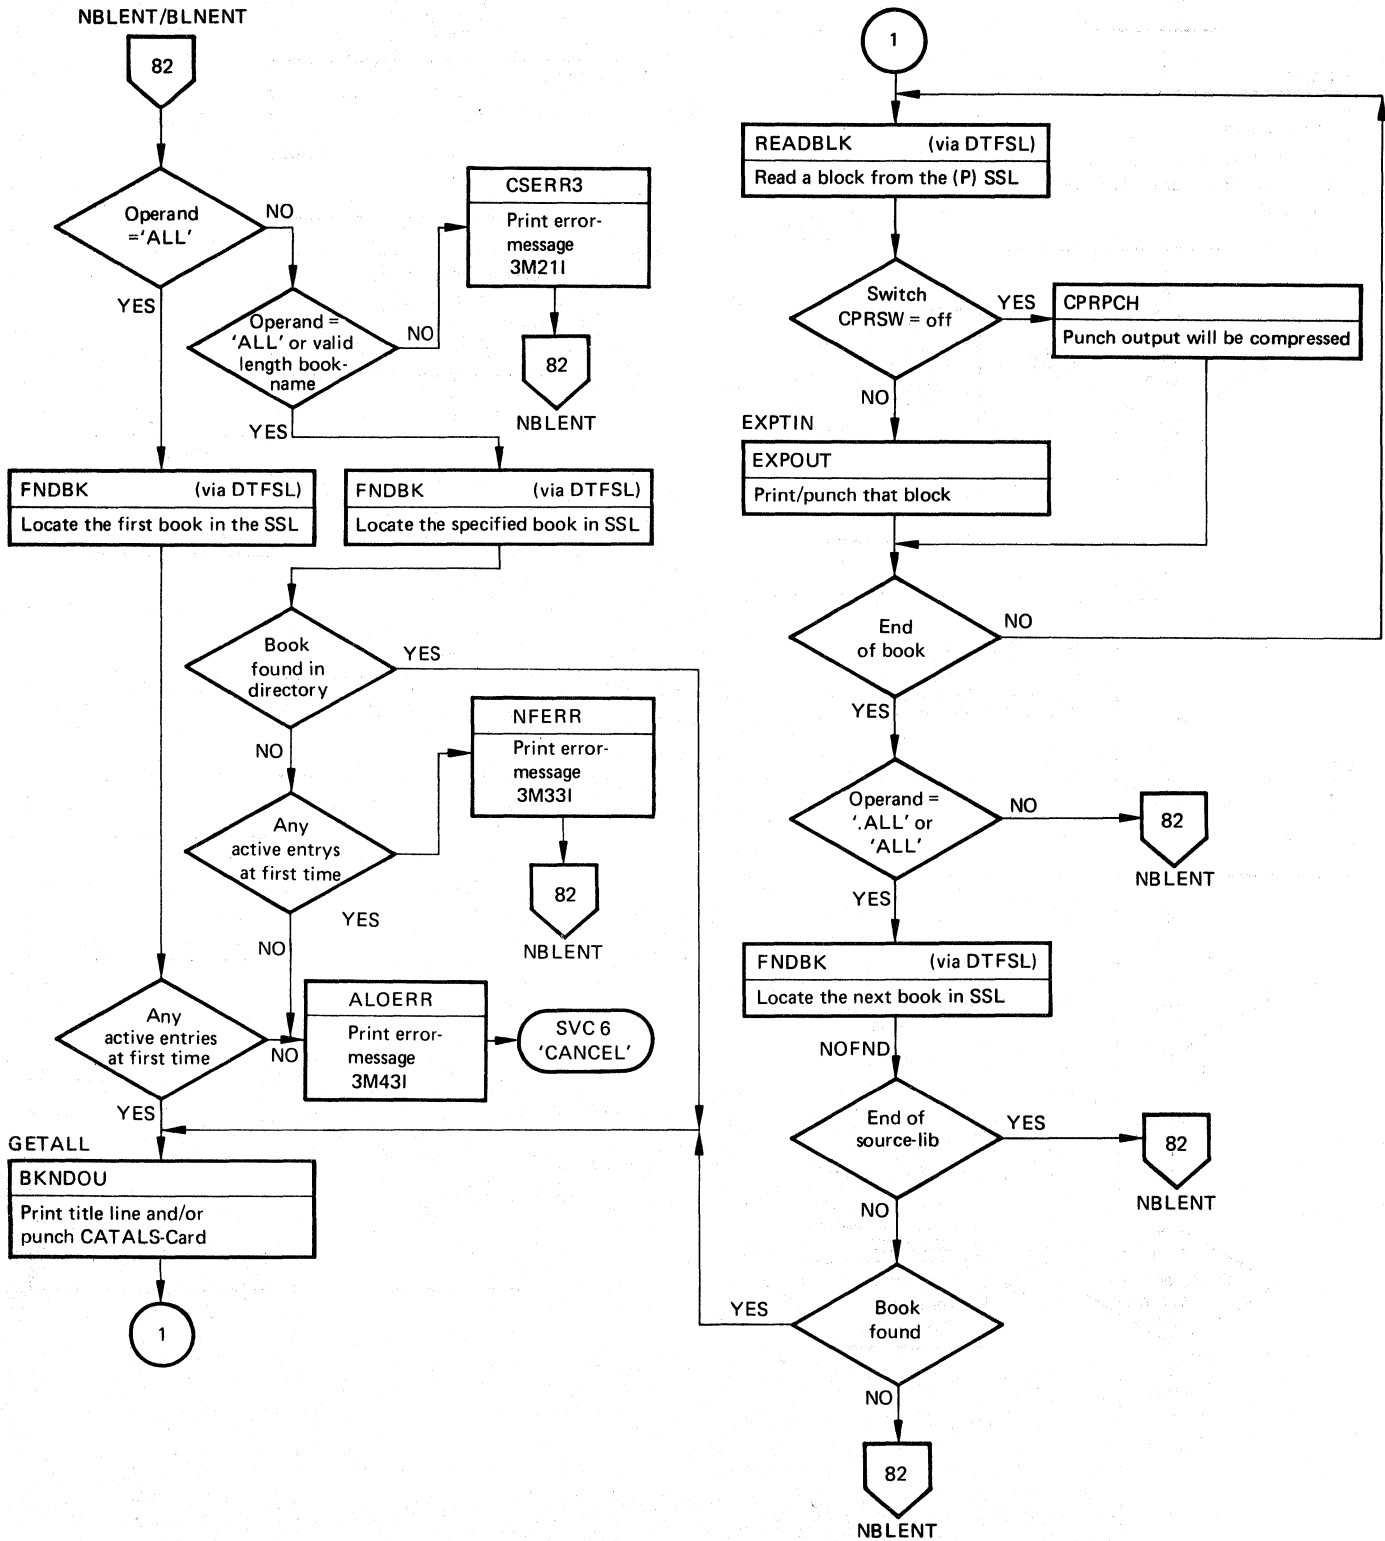 NBLENT/BLNENT
82
Operand
='ALL'
NO
YES
CSERR3
Print error-
message
3M21I
Operand =
'ALL' or valid
length book-
name
NO
YES
82
NBLENT
FNDBK (via DTFSL)
Locate the first book in the SSL
FNDBK (via DTFSL)
Locate the specified book in SSL
Book
found in
directory
YES
NO
NFERR
Print error-
message
3M33I
Any
active entrys
at first time
YES
NO
82
NBLENT
Any
active entries
at first time
NO
YES
ALOERR
Print error-
message
3M43I
SVC 6
'CANCEL'
GETALL
BKNDOU
Print title line and/or
punch CATALS-Card
1
1
READBLK (via DTFSL)
Read a block from the (P) SSL
Switch
CPRSW = off
YES
NO
CPRPCH
Punch output will be compressed
EXPTIN
EXPOUT
Print/punch that block
End
of book
NO
YES
Operand =
'.ALL' or
'ALL'
NO
YES
82
NBLENT
FNDBK (via DTFSL)
Locate the next book in SSL
NOFND
End of
source-lib
YES
NO
82
NBLENT
Book
found
YES
NO
82
NBLENT